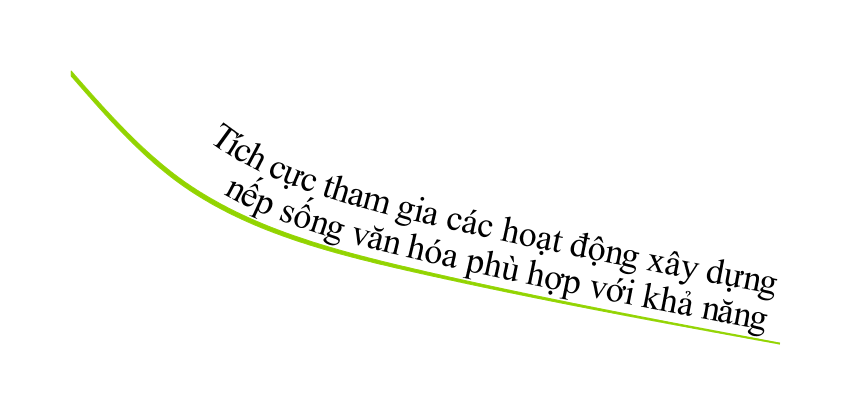 Tích cực tham gia các hoạt động xây dựng
nếp sống văn hóa phù hợp với khả năng